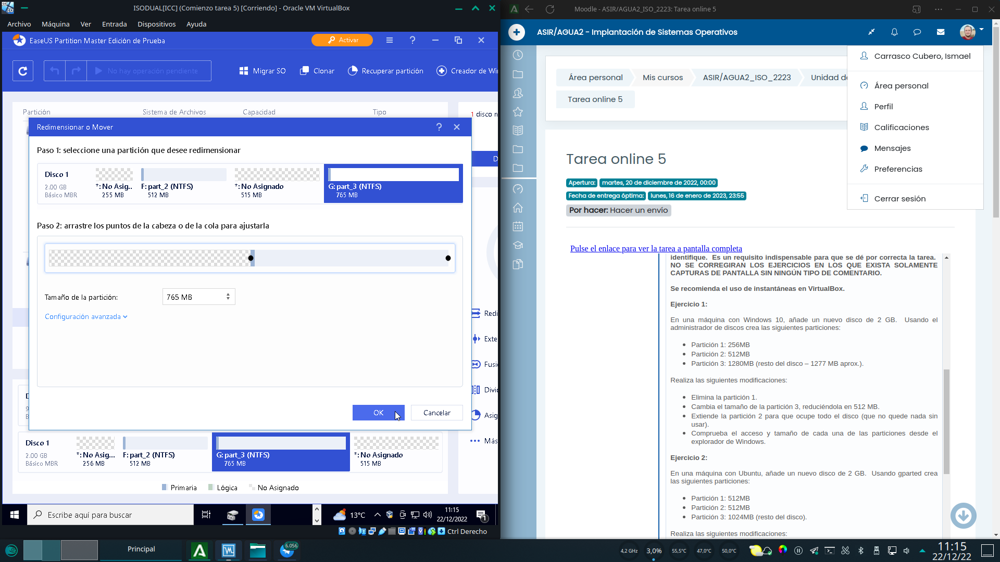 ISODUAL[ICC] (Comienzo tarea 5) [Corriendo] - Oracle VM VirtualBox
Archivo Máquina Ver Entrada Dispositivos Ayuda
EaseUS Partition Master Edición de Prueba
Activar
No hay operación pendiente
Migrar SO
Clonar
Recuperar partición
Creador de Wi
Partición Sistema de Archivos Capacidad Tipo
1 disco
Redimensionar o Mover
Paso 1: seleccione una partición que desee redimensionar
Disco 1
2.00 GB
Básico MBR
*: No Asig..
255 MB
F: part_2 (NTFS)
512 MB
*: No Asignado
515 MB
G: part_3 (NTFS)
765 MB
Paso 2: arrastre los puntos de la cabeza o de la cola para ajustarla
Tamaño de la partición:
765 MB
Configuración avanzada
OK
Cancelar
Redi
Exte
Fusi
Divi
Asig
Más
Disco 1
2.00 GB
Básico MBR
*: No Asig...
256 MB
F: part_2 (NTFS)
512 MB
G: part_3 (NTFS)
765 MB
*: No Asignado
515 MB
Primaria
Lógica
No Asignado
Escribe aquí para buscar
13°C
11:15
22/12/2022
1
Ctrl Derecho
Moodle - ASIR/AGUA2_ISO_2223: Tarea online 5
ASIR/AGUA2 - Implantación de Sistemas Operativos
Carrasco Cubero, Ismael
Área personal
Perfil
Calificaciones
Mensajes
Preferencias
Cerrar sesión
Área personal
Mis cursos
ASIR/AGUA2_ISO_2223
Unidad de
Tarea online 5
Tarea online 5
Apertura: martes, 20 de diciembre de 2022, 00:00
Fecha de entrega óptima: lunes, 16 de enero de 2023, 23:55
Por hacer: Hacer un envío
Pulse el enlace para ver la tarea a pantalla completa
identifique. Es un requisito indispensable para que se dé por correcta la tarea.
NO SE CORREGIRAN LOS EJERCICIOS EN LOS QUE EXISTA SOLAMENTE
CAPTURAS DE PANTALLA SIN NINGÚN TIPO DE COMENTARIO.
Se recomienda el uso de instantáneas en VirtualBox.
Ejercicio 1:
En una máquina con Windows 10, añade un nuevo disco de 2 GB. Usando el
administrador de discos crea las siguientes particiones:
• Partición 1: 256MB
• Partición 2: 512MB
• Partición 3: 1280MB (resto del disco – 1277 MB aprox.).
Realiza las siguientes modificaciones:
• Elimina la partición 1.
• Cambia el tamaño de la partición 3, reduciéndola en 512 MB.
• Extiende la partición 2 para que ocupe todo el disco (que no quede nada sin
usar).
• Comprueba el acceso y tamaño de cada una de las particiones desde el
explorador de Windows.
Ejercicio 2:
En una máquina con Ubuntu, añade un nuevo disco de 2 GB. Usando gparted crea
las siguientes particiones:
• Partición 1: 512MB
• Partición 2: 512MB
• Partición 3: 1024MB (resto del disco).
Realiza las siguientes modificaciones:
Principal
6.056
4,2 GHz
3,0%
55,5°C
47,0°C
50,0°C
11:15
22/12/22